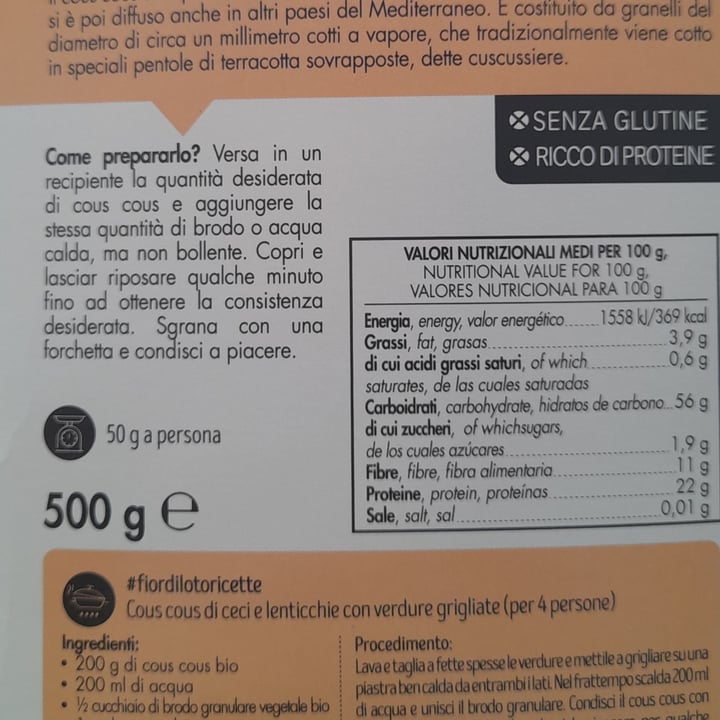 si è poi diffuso anche in altri paesi del Mediterraneo. È costituito da granelli del
diametro di circa un millimetro cotti a vapore, che tradizionalmente viene cotto
in speciali pentole di terracotta sovrapposte, dette cuscussiere.
SENZA GLUTINE
RICCO DI PROTEINE
Come prepararlo? Versa in un
recipiente la quantità desiderata
di cous cous e aggiungere la
stessa quantità di brodo o acqua
calda, ma non bollente. Copri e
lasciar riposare qualche minuto
fino ad ottenere la consistenza
desiderata. Sgrana con una
forchetta e condisci a piacere.
50 g a persona
500 g e
VALORI NUTRIZIONALI MEDI PER 100 g,
NUTRITIONAL VALUE FOR 100 g,
VALORES NUTRICIONAL PARA 100 g
Energia, energy, valor energético......1558 kJ/369 kcal
Grassi, fat, grasas......3,9 g
di cui acidi grassi saturi, of which......0,6 g
saturates, de las cuales saturadas
Carboidrati, carbohydrate, hidratos de carbono...56 g
di cui zuccheri, of whichsugars,
de los cuales azúcares......1,9 g
Fibre, fibre, fibra alimentaria......11 g
Proteine, protein, proteínas......22 g
Sale, salt, sal......0,01 g
#fiordilotoricette
Cous cous di ceci e lenticchie con verdure grigliate (per 4 persone)
Ingredienti:
• 200 g di cous cous bio
• 200 ml di acqua
• ½ cucchiaio di brodo granulare vegetale bio
Procedimento:
Lava e taglia a fette spesse le verdure e mettile a grigliare su una
piastra ben calda da entrambi i lati. Nel frattempo scalda 200 ml
di acqua e unisci il brodo granulare. Condisci il cous cous con
qualche